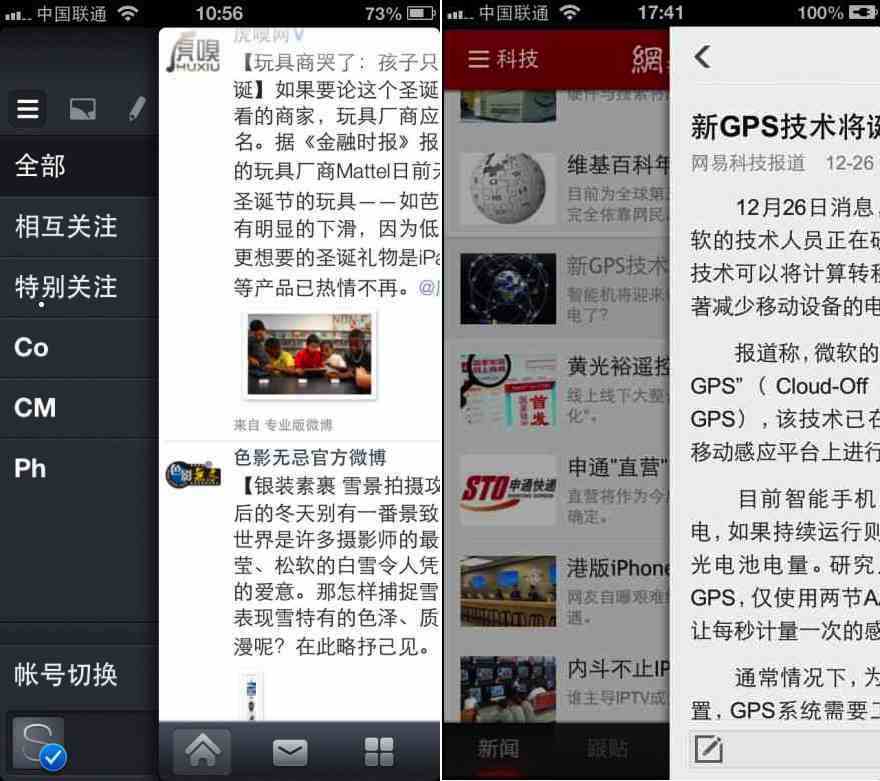 中国联通
10:56
73%
全部
相互关注
特别关注
Co
CM
Ph
帐号切换
虎嗅
HUXIU
虎嗅网V
【玩具商哭了：孩子只
诞】如果要论这个圣诞
看的商家，玩具厂商应
名。据《金融时报》报
的玩具厂商Mattel日前
圣诞节的玩具——如芭
有明显的下滑，因为低
更想要的圣诞礼物是iPa
等产品已热情不再。@
来自 专业版微博
色影无忌官方微博
【银装素裹 雪景拍摄攻
后的冬天别有一番景致
世界是许多摄影师的最
莹、松软的白雪令人凭
的爱意。那怎样捕捉雪
表现雪特有的色泽、质
漫呢？在此略抒己见。
中国联通
17:41
100%
科技
網
硬件与搜索将
维基百科年
目前为全球第
完全依靠网民
新GPS技术
智能机将迎来
电了?
黄光裕遥控
线上线下大整
化"。
首发
申通"直营"
直营将作为今后
确定。
STO 申通快递
港版iPhone
网友自曝艰难
遇。
内斗不止IP
谁主导IPTV成
新闻
跟贴
新GPS技术将诞
网易科技报道 12-26
12月26日消息，
软的技术人员正在研
技术可以将计算转移
著减少移动设备的电
报道称，微软的
GPS”（ Cloud-Off
GPS），该技术已在
移动感应平台上进行
目前智能手机
电，如果持续运行则
光电池电量。研究
GPS，仅使用两节AA
让每秒计量一次的感
通常情况下，为
置，GPS系统需要工